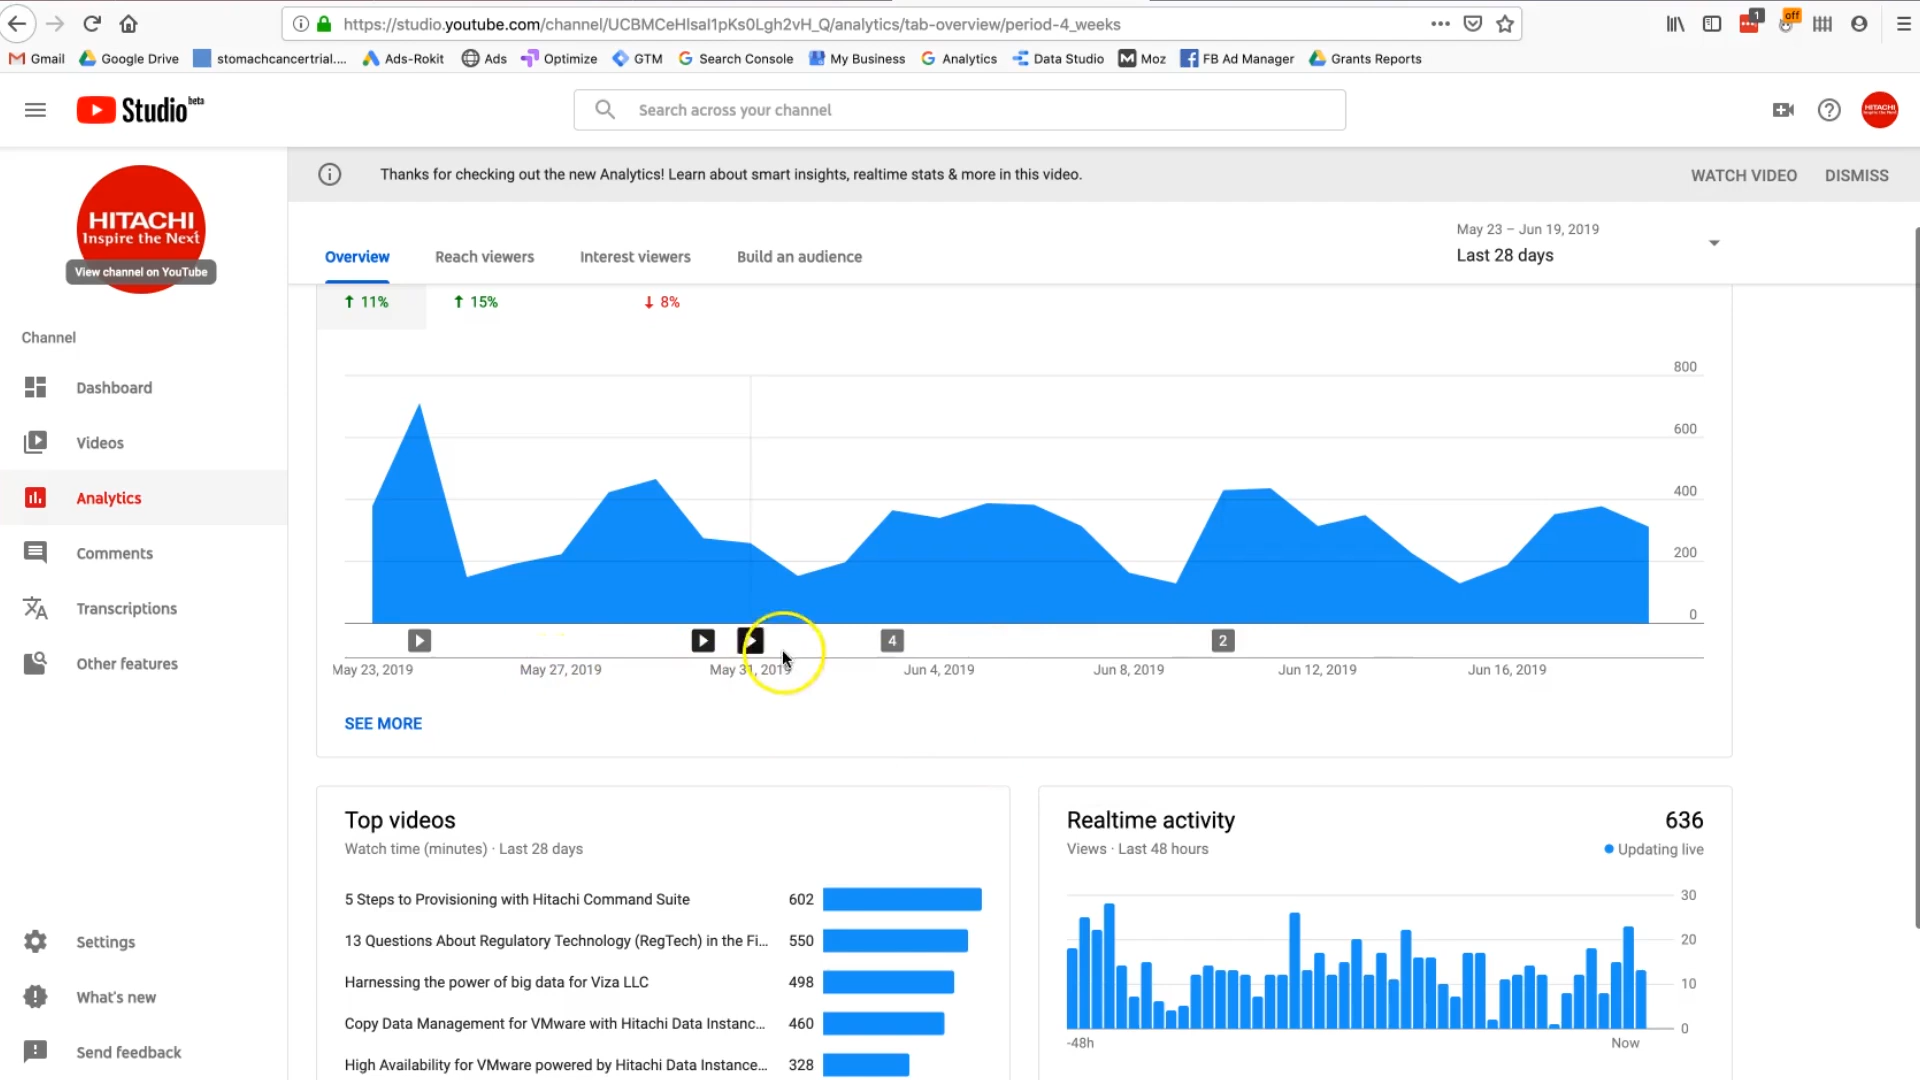 https://studio.youtube.com/channel/UCBMCeHlsal1pKs0Lgh2vH_Q/analytics/tab-overview/period-4_weeks
1
off
Gmail Google Drive stomachcancertrial.... Ads-Rokit Ads Optimize GTM Search Console My Business Analytics Data Studio Moz FB Ad Manager Grants Reports
Studio beta
Search across your channel
HITACHI
Inspire the Next
View channel on YouTube
Thanks for checking out the new Analytics! Learn about smart insights, realtime stats & more in this video.
WATCH VIDEO DISMISS
Overview Reach viewers Interest viewers Build an audience
May 23 – Jun 19, 2019
Last 28 days
11% 15% 8%
Channel
Dashboard
Videos
Analytics
Comments
Transcriptions
Other features
Settings
What's new
Send feedback
800
600
400
200
0
4
2
May 23, 2019 May 27, 2019 May 31, 2019 Jun 4, 2019 Jun 8, 2019 Jun 12, 2019 Jun 16, 2019
SEE MORE
Top videos
Watch time (minutes) · Last 28 days
5 Steps to Provisioning with Hitachi Command Suite 602
13 Questions About Regulatory Technology (RegTech) in the Fi... 550
Harnessing the power of big data for Viza LLC 498
Copy Data Management for VMware with Hitachi Data Instanc... 460
High Availability for VMware powered by Hitachi Data Instance... 328
Realtime activity 636
Views · Last 48 hours Updating live
30
20
10
0
-48h Now